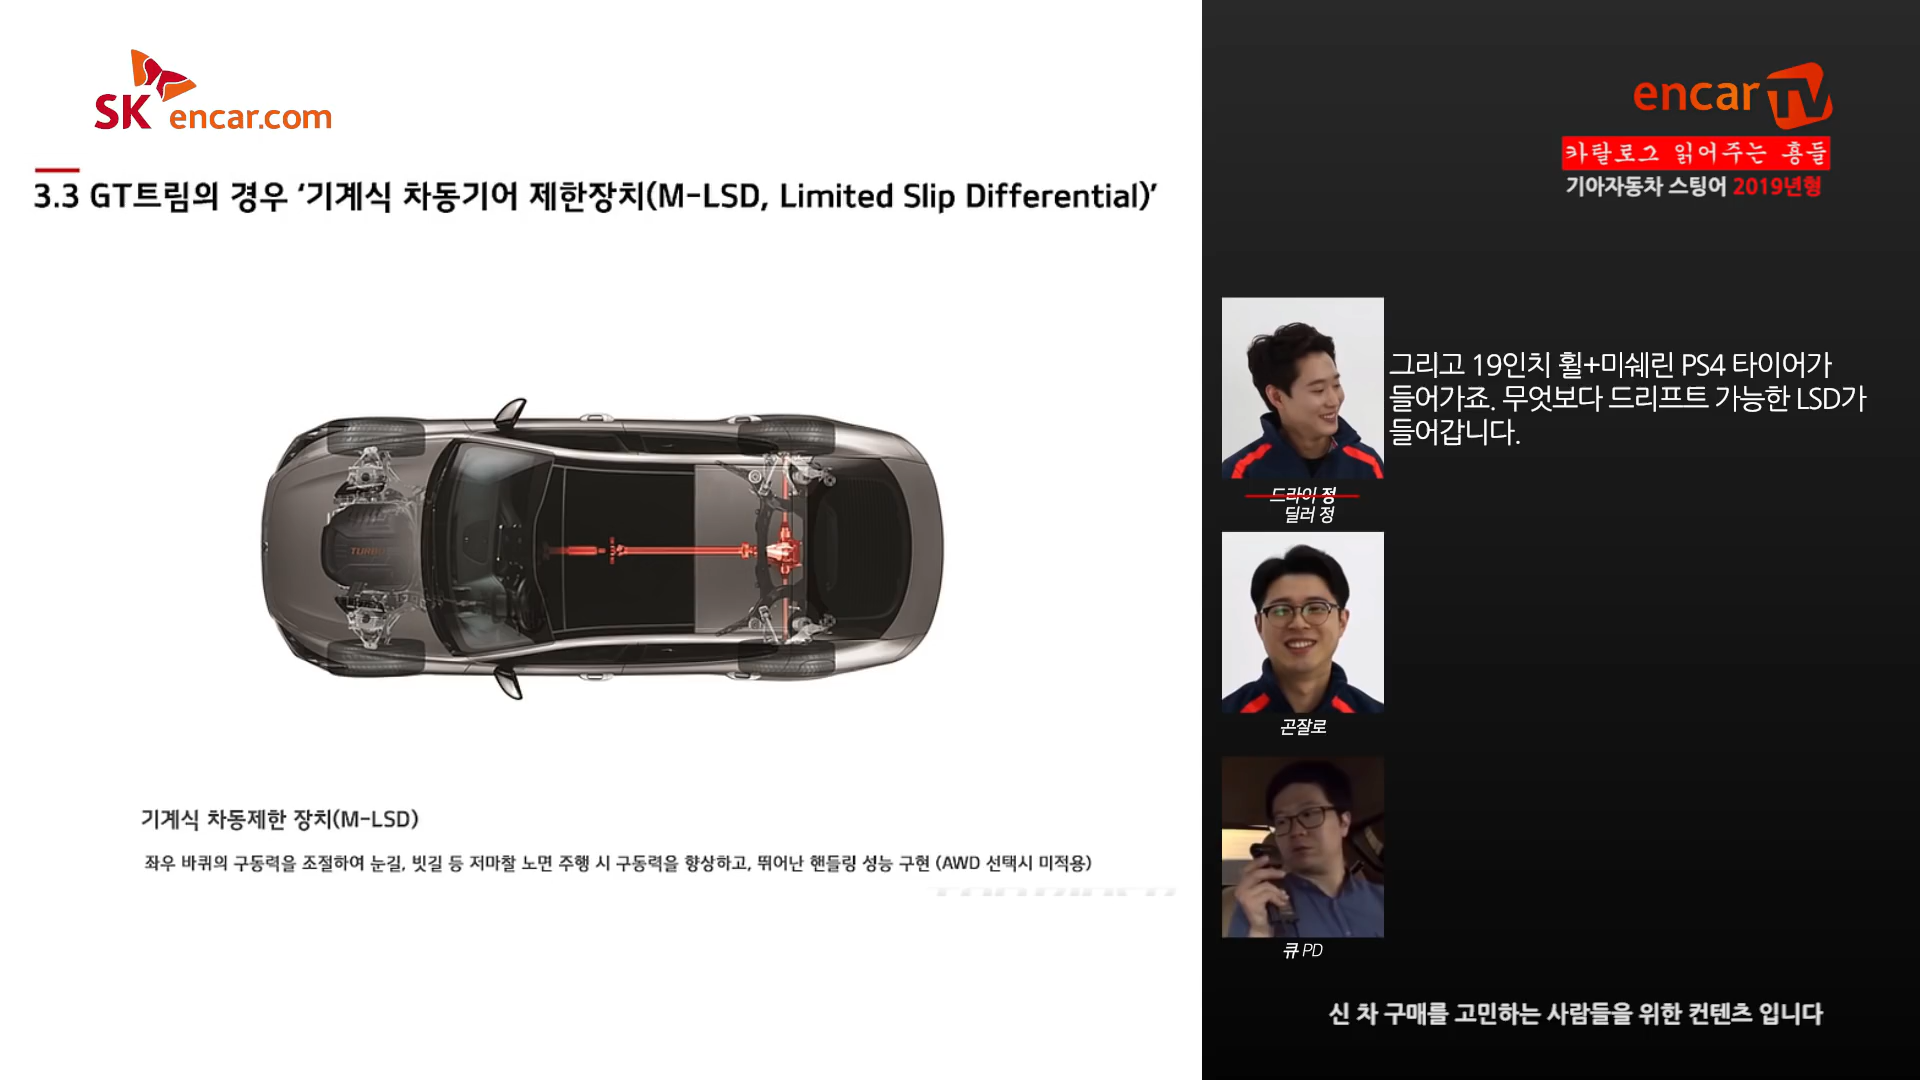 SK encar.com
3.3 GT트림의 경우 ‘기계식 차동기어 제한장치(M-LSD, Limited Slip Differential)’
TURBO
기계식 차동제한 장치(M-LSD)
좌우 바퀴의 구동력을 조절하여 눈길, 빗길 등 저마찰 노면 주행 시 구동력을 향상하고, 뛰어난 핸들링 성능 구현 (AWD 선택시 미적용)
encar TV
카탈로그 읽어주는 흉들
기아자동차 스팅어 2019년형
그리고 19인치 휠+미쉐린 PS4 타이어가
들어가죠. 무엇보다 드리프트 가능한 LSD가
들어갑니다.
드라이 정
딜러 정
곤잘로
큐 PD
신 차 구매를 고민하는 사람들을 위한 컨텐츠 입니다